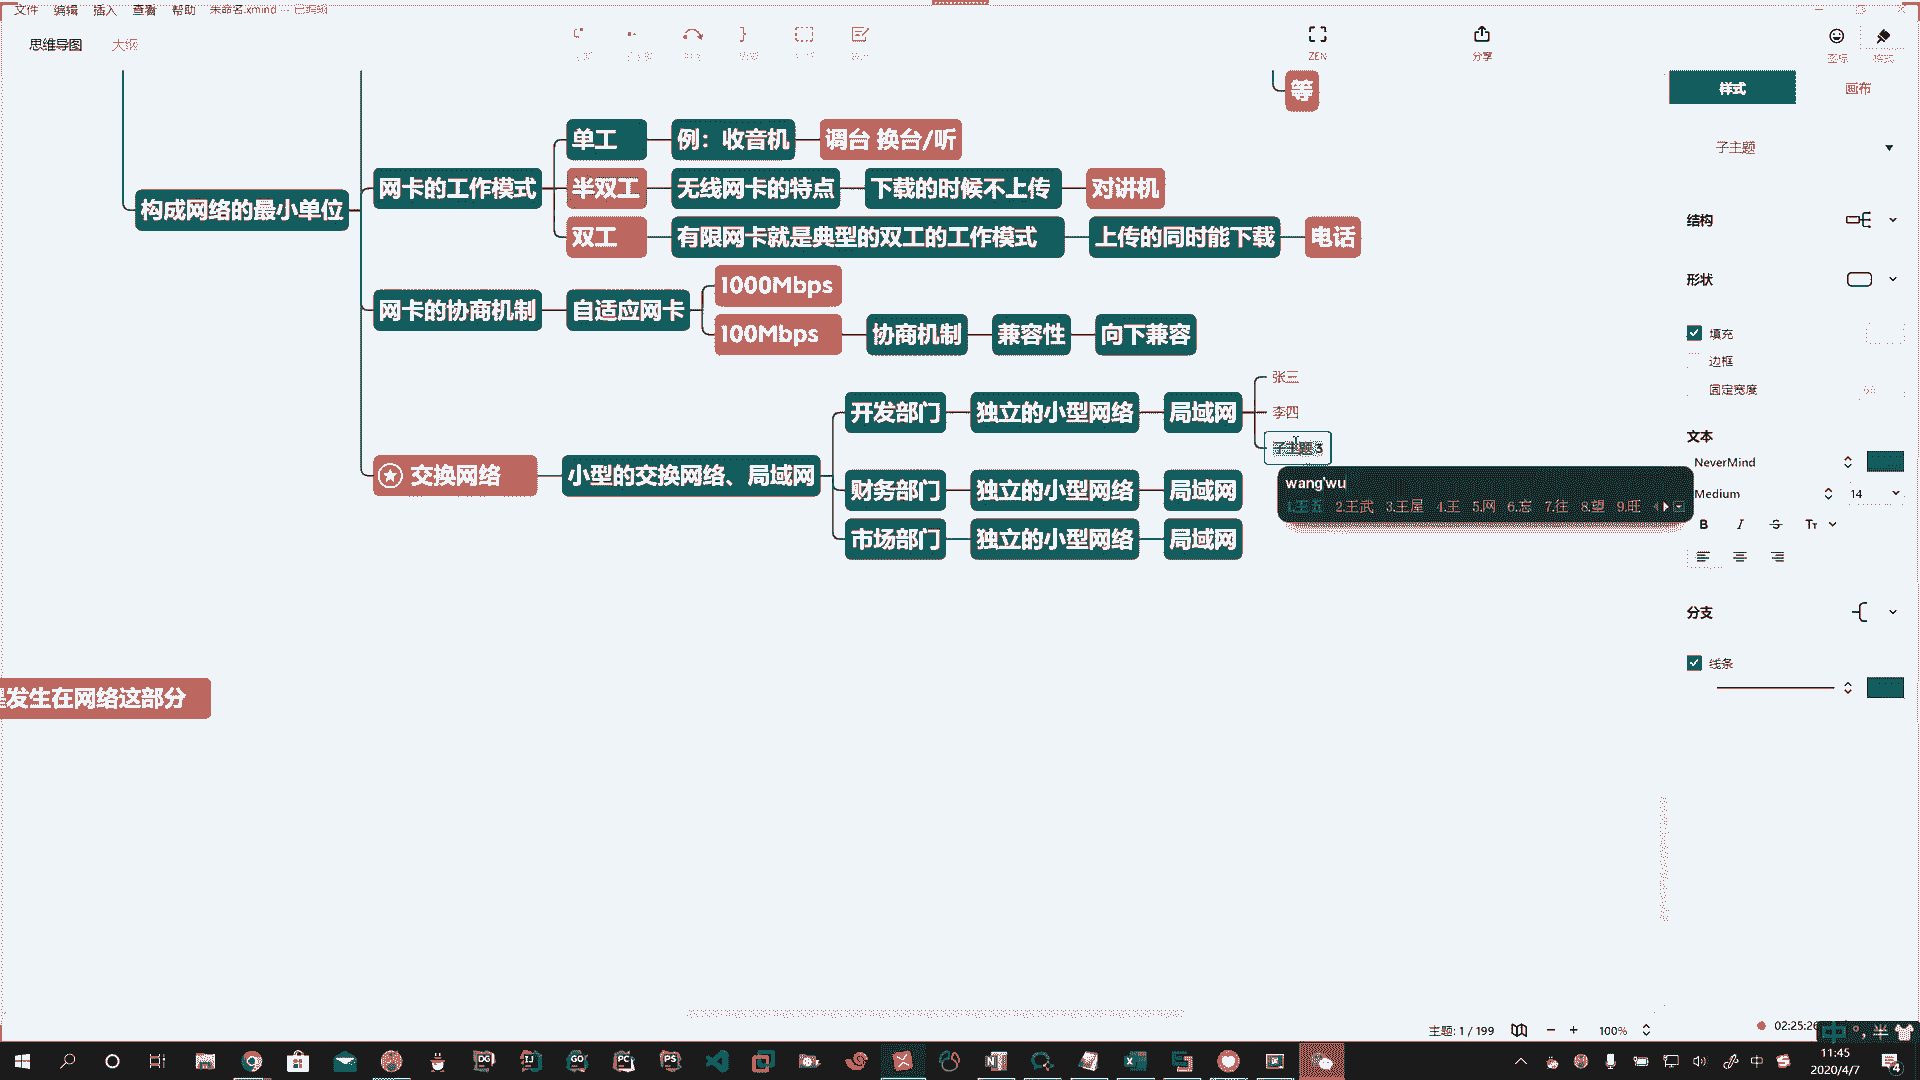 文件 编辑 插入 查看 帮助 未命名.xmind ··· 已编辑
思维导图 大纲
ZEN
分享
图标
格式
样式 画布
等
单工 例：收音机 调台 换台/听
网卡的工作模式 半双工 无线网卡的特点 下载的时候不上传 对讲机
双工 有限网卡就是典型的双工的工作模式 上传的同时能下载 电话
构成网络的最小单位
1000Mbps
网卡的协商机制 自适应网卡
100Mbps 协商机制 兼容性 向下兼容
张三
开发部门 独立的小型网络 局域网 李四
子主题 3
wang'wu
1.王五 2.王武 3.王屋 4.王 5.网 6.忘 7.往 8.望 9.旺
交换网络 小型的交换网络、局域网
财务部门 独立的小型网络 局域网
市场部门 独立的小型网络 局域网
发生在网络这部分
子主题
结构
形状
填充
边框
固定宽度
文本
NeverMind
Medium 14
B I S Tт
分支
线条
主题: 1 / 199 100%
中
11:45
2020/4/7